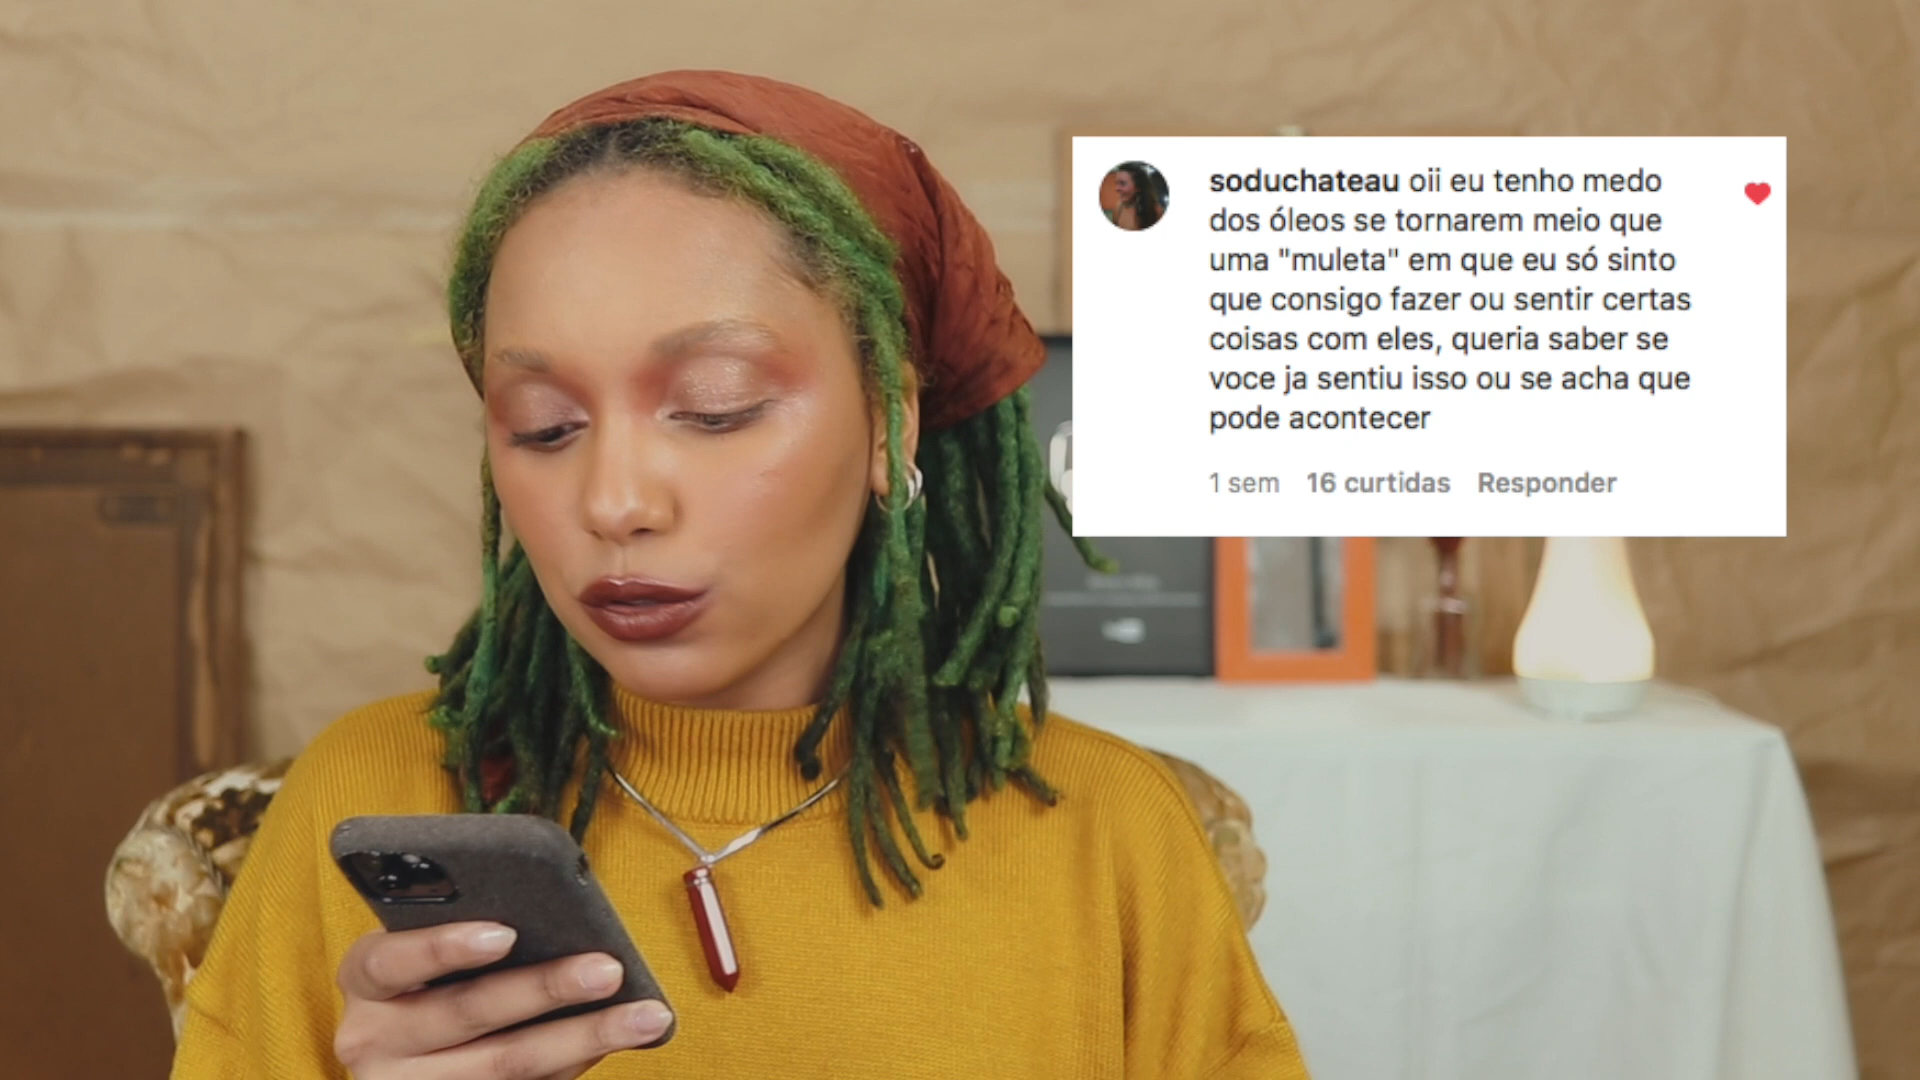 soduchateau oii eu tenho medo
dos óleos se tornarem meio que
uma "muleta" em que eu só sinto
que consigo fazer ou sentir certas
coisas com eles, queria saber se
voce ja sentiu isso ou se acha que
pode acontecer
1 sem 16 curtidas Responder